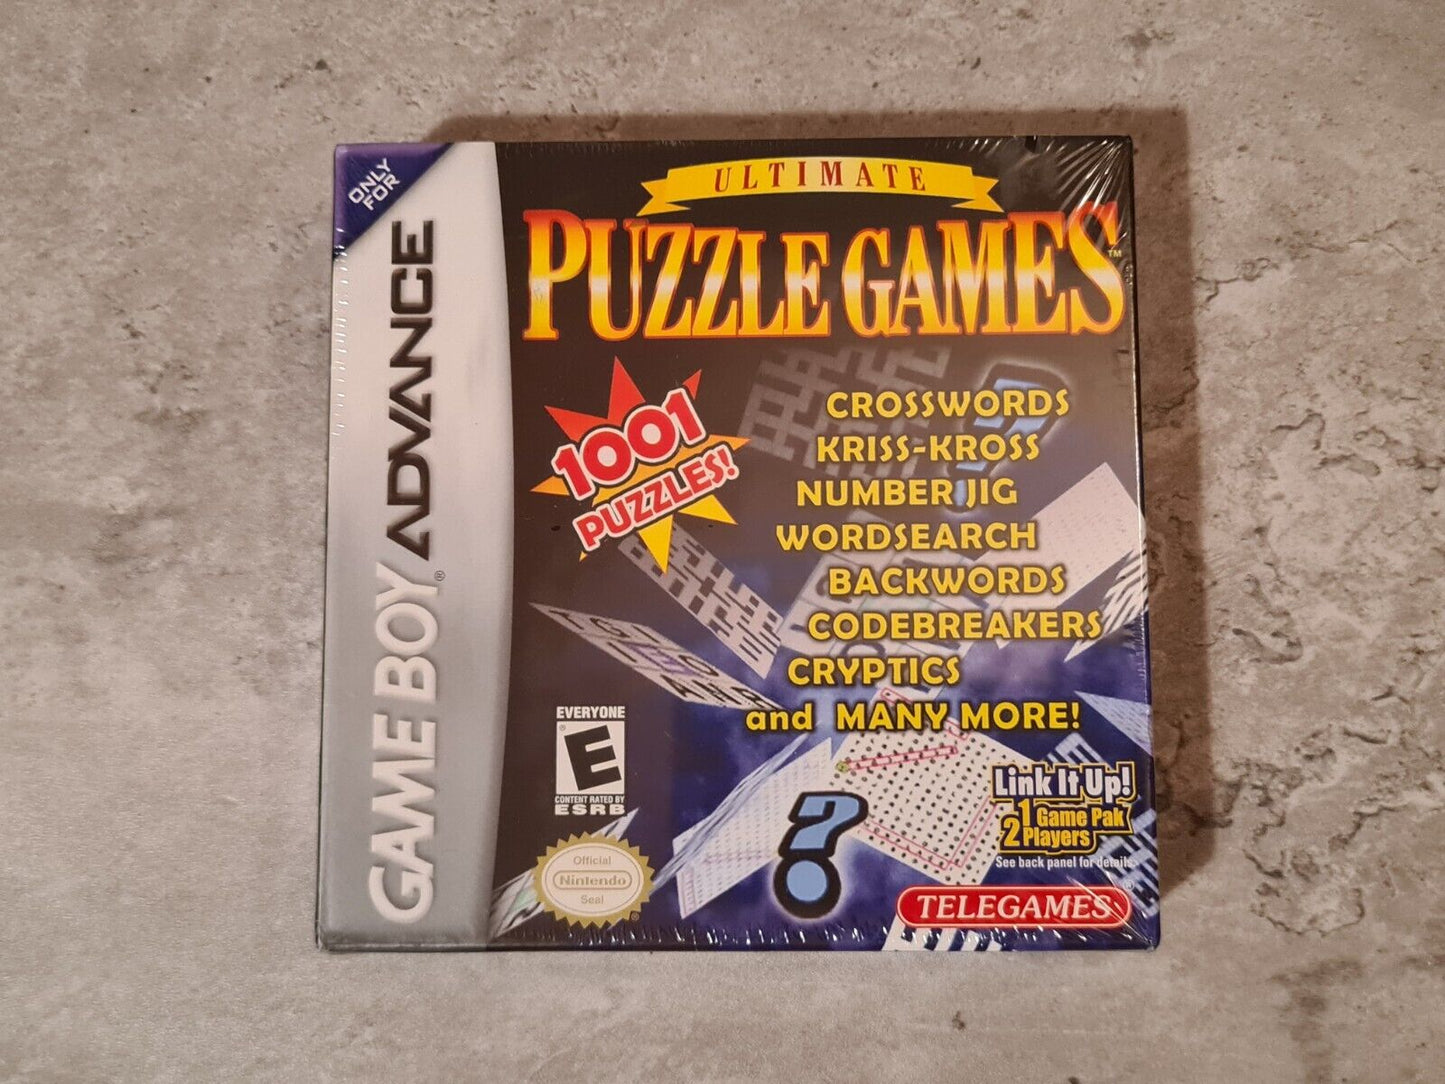 ONLY
FOR
GAME BOY ADVANCE®
ULTIMATE
PUZZLE GAMES™
1001
PUZZLES!
CROSSWORDS
KRISS-KROSS
NUMBER JIG
WORDSEARCH
BACKWORDS
CODEBREAKERS
CRYPTICS
and MANY MORE!
EVERYONE
E®
CONTENT RATED BY
ESRB
Official
Nintendo
Seal
®
Link It Up!
1 Game Pak
2 Players
See back panel for details.
TELEGAMES®